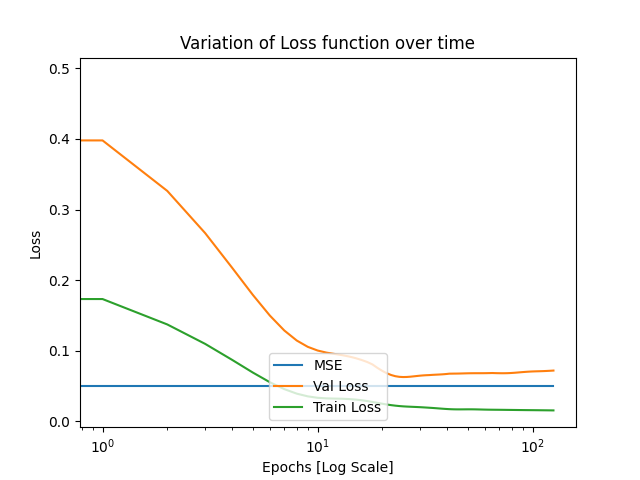 Variation of Loss function over time
0.5
0.4
0.3
0.2
0.1
0.0
Loss
MSE
Val Loss
Train Loss
10⁰
10¹
10²
Epochs [Log Scale]